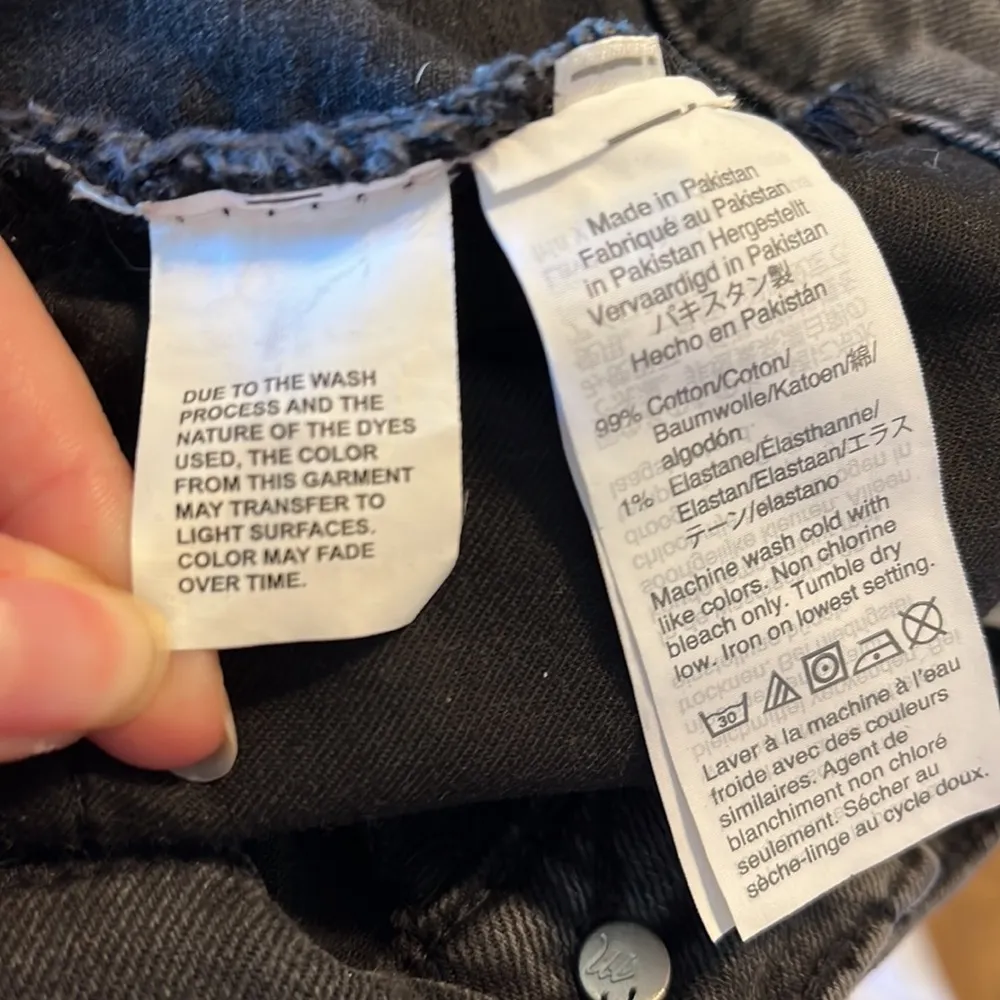 DUE TO THE WASH
PROCESS AND THE
NATURE OF THE DYES
USED, THE COLOR
FROM THIS GARMENT
MAY TRANSFER TO
LIGHT SURFACES.
COLOR MAY FADE
OVER TIME.
Made in Pakistan
Fabriqué au Pakistan
in Pakistan Hergestellt
Vervaardigd in Pakistan
パキスタン製
Hecho en Pakistán
99% Cotton/Coton/
Baumwolle/Katoen/綿/
algodón
1% Elastane/Élasthanne/
Elastan/Elastaan/エラス
テーン/elastano
Machine wash cold with
like colors. Non chlorine
bleach only. Tumble dry
low. Iron on lowest setting.
30
Laver à la machine à l'eau
froide avec des couleurs
similaires. Agent de
blanchiment non chloré
seulement. Sécher au
sèche-linge au cycle doux.